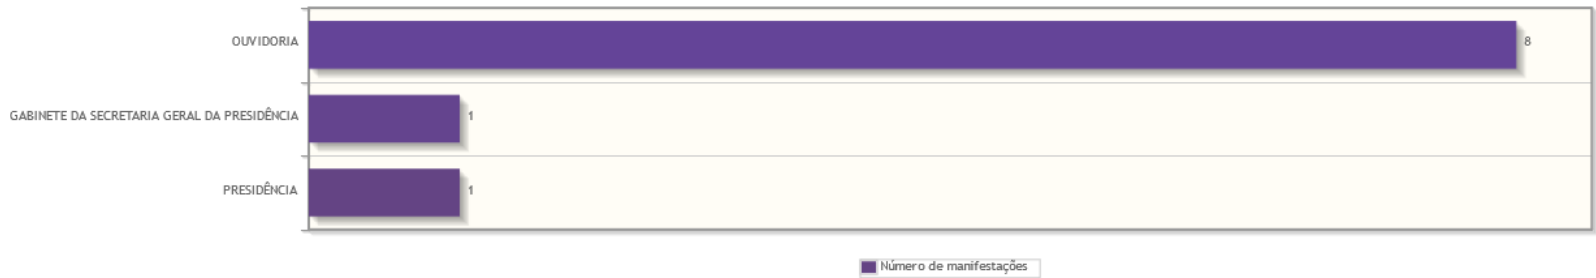 OUVIDORIA
8
GABINETE DA SECRETARIA GERAL DA PRESIDÊNCIA
1
PRESIDÊNCIA
1
Número de manifestações